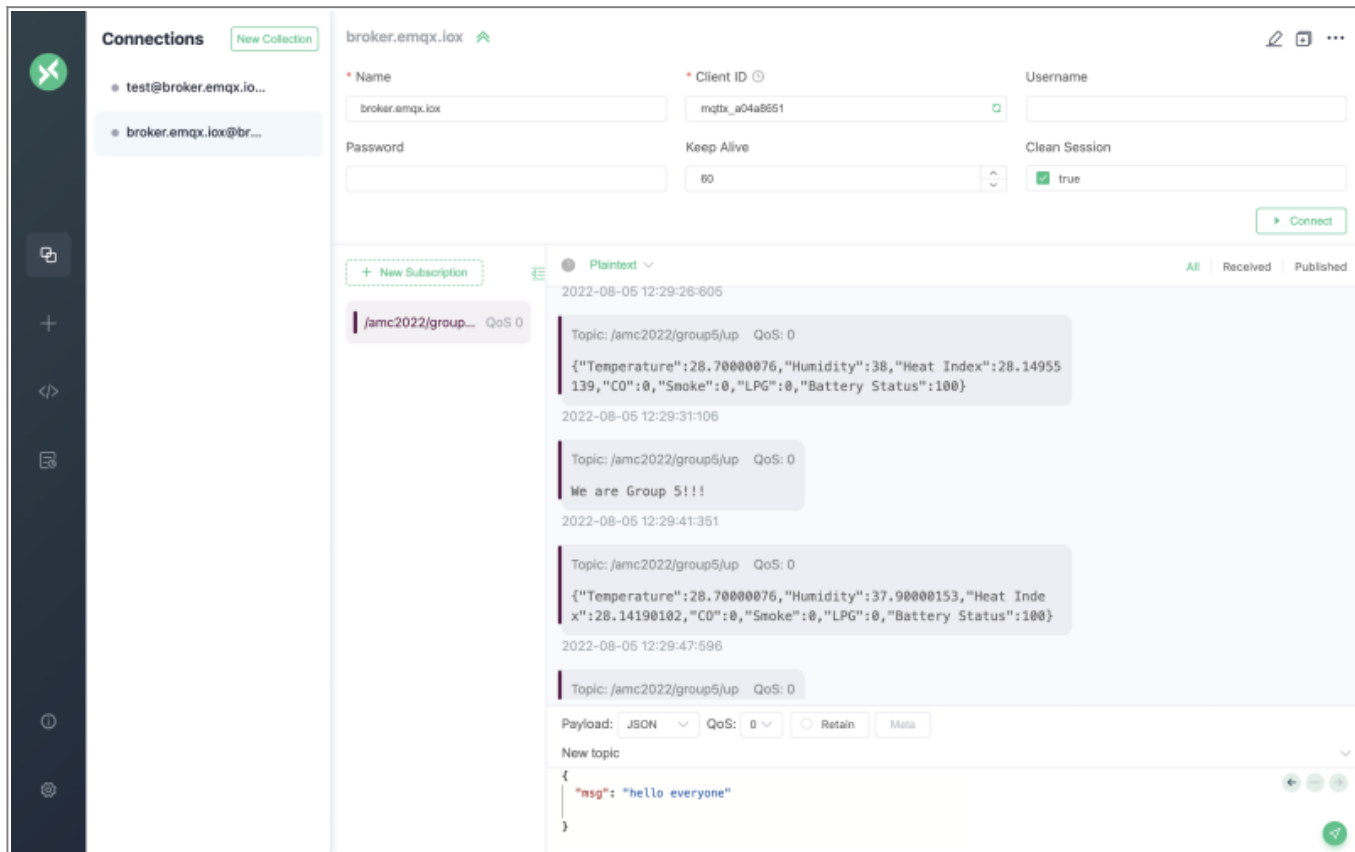 Connections
New Collection
test@broker.emqx.io...
broker.emqx.iox@br...
broker.emqx.iox
* Name
* Client ID
Username
broker.emqx.iox
mqttx_a04a8651
Password
Keep Alive
Clean Session
60
true
Connect
+ New Subscription
/amc2022/group... QoS 0
Plaintext
All
Received
Published
2022-08-05 12:29:26:605
Topic: /amc2022/group5/up QoS: 0
{"Temperature":28.70000076,"Humidity":38,"Heat Index":28.14955
139,"CO":0,"Smoke":0,"LPG":0,"Battery Status":100}
2022-08-05 12:29:31:106
Topic: /amc2022/group5/up QoS: 0
We are Group 5!!!
2022-08-05 12:29:41:351
Topic: /amc2022/group5/up QoS: 0
{"Temperature":28.70000076,"Humidity":37.90000153,"Heat Inde
x":28.14190102,"CO":0,"Smoke":0,"LPG":0,"Battery Status":100}
2022-08-05 12:29:47:596
Topic: /amc2022/group5/up QoS: 0
Payload: JSON QoS: 0 Retain Meta
New topic
{
"msg": "hello everyone"
}